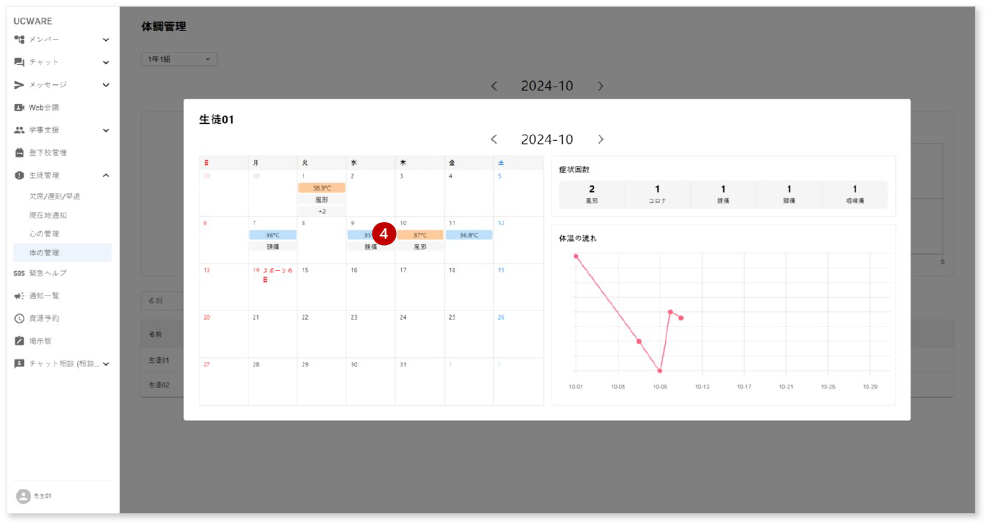 UCWARE
メンバー
チャット
メッセージ
Web会議
学事支援
登下校管理
生徒管理
欠席/遅刻/早退
現在地通知
心の管理
体の管理
SOS 緊急ヘルプ
通知一覧
資源予約
掲示板
チャット相談 (相談...
先生01
体調管理
1年1組
2024-10
名前
名前
生徒01
生徒02
生徒01
2024-10
日 月 火 水 木 金 土
29 30 1 2 3 4 5
38.9°C
風邪
+2
6 7 8 9 10 11 12
36°C 4 37°C 36.8°C
頭痛 腰痛 風邪
13 14 スポーツの日 15 16 17 18 19
20 21 22 23 24 25 26
27 28 29 30 31 1 2
症状回数
2 1 1 1 1
風邪 コロナ 腰痛 頭痛 咽喉痛
体温の流れ
10-01 10-05 10-09 10-13 10-17 10-21 10-25 10-29